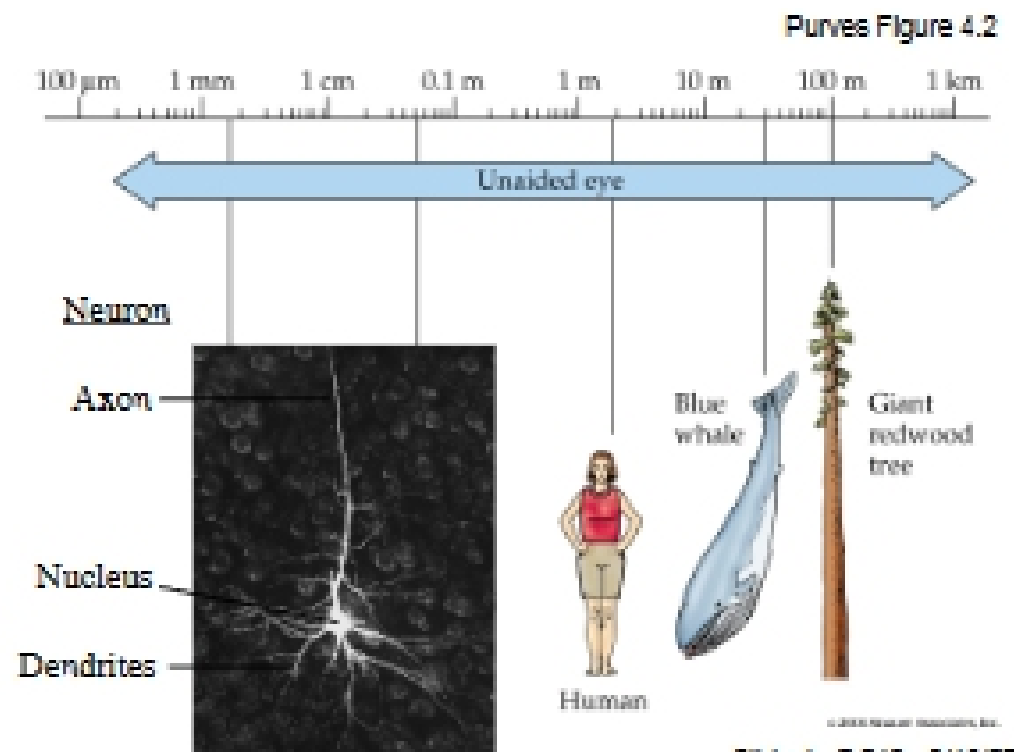 Purves Figure 4.2
100 µm 1 mm 1 cm 0.1 m 1 m 10 m 100 m 1 km
Unaided eye
Neuron
Axon
Nucleus
Dendrites
Human
Blue
whale
Giant
redwood
tree